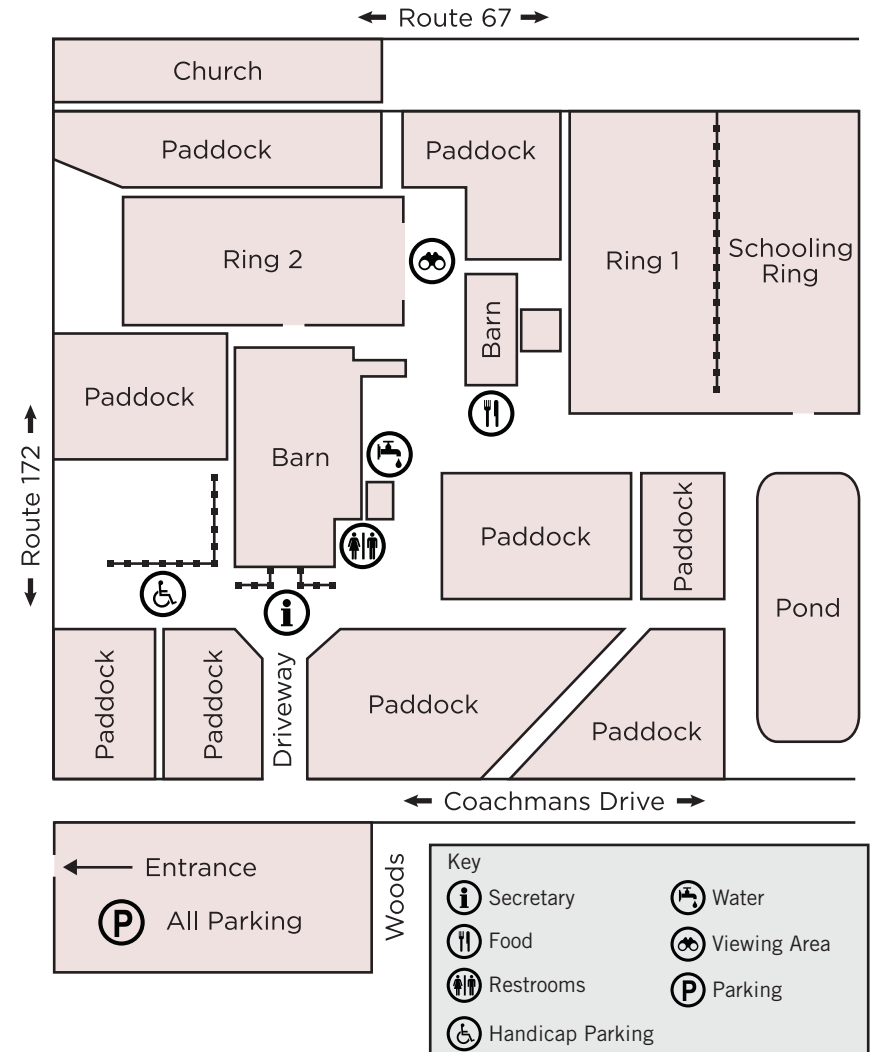 Route 67
Church
Paddock
Paddock
Ring 2
Ring 1
Schooling
Ring
Barn
Paddock
Barn
Route 172
Paddock
Paddock
Pond
Paddock
Paddock
Driveway
Paddock
Paddock
Coachmans Drive
Entrance
P
All Parking
Woods
Key
i Secretary
Water
Food
Viewing Area
Restrooms
P Parking
Handicap Parking